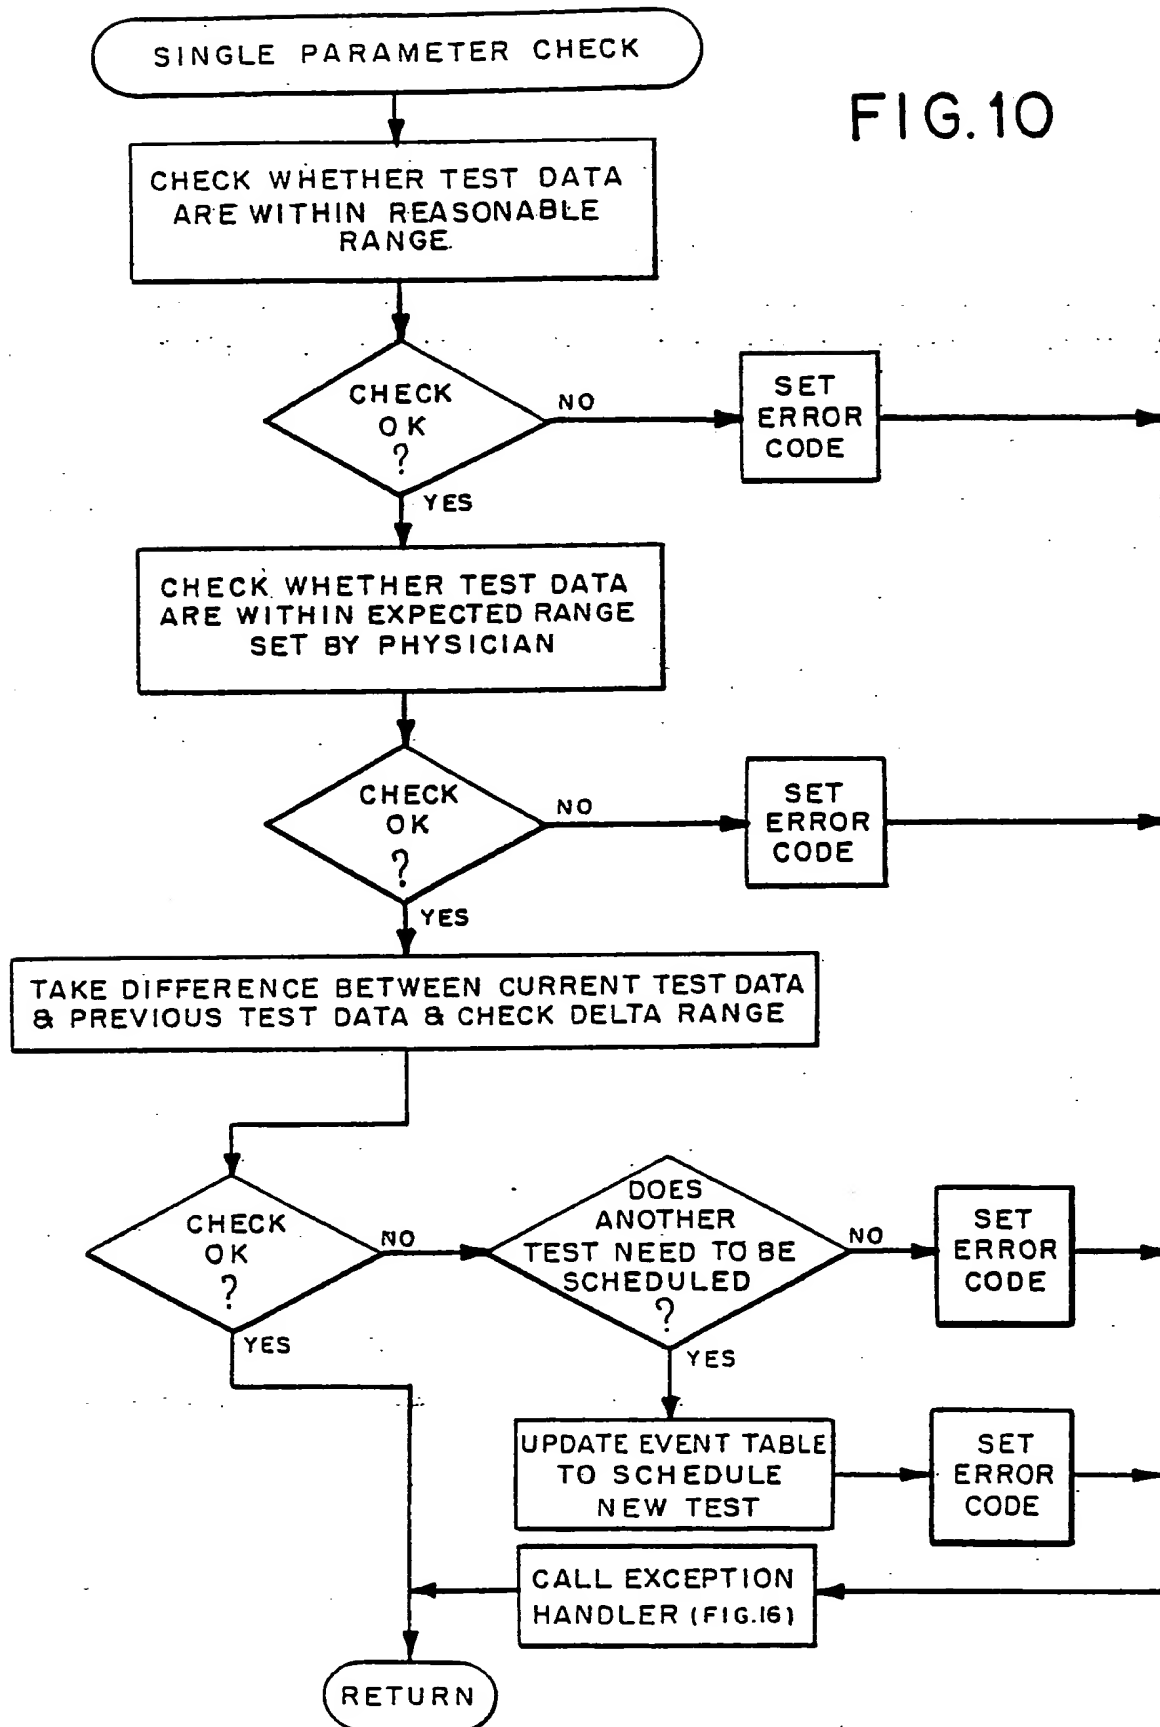 SINGLE PARAMETER CHECK
FIG.10
CHECK WHETHER TEST DATA
ARE WITHIN REASONABLE
RANGE.
CHECK
OK
?
NO
SET
ERROR
CODE
YES
CHECK WHETHER TEST DATA
ARE WITHIN EXPECTED RANGE
SET BY PHYSICIAN
CHECK
OK
?
NO
SET
ERROR
CODE
YES
TAKE DIFFERENCE BETWEEN CURRENT TEST DATA
& PREVIOUS TEST DATA & CHECK DELTA RANGE
CHECK
OK
?
NO
YES
DOES
ANOTHER
TEST NEED TO BE
SCHEDULED
?
NO
SET
ERROR
CODE
YES
UPDATE EVENT TABLE
TO SCHEDULE
NEW TEST
SET
ERROR
CODE
CALL EXCEPTION
HANDLER (FIG.16)
RETURN